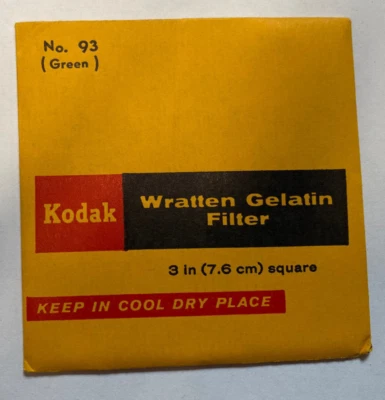 No. 93
(Green)
Kodak
Wratten Gelatin
Filter
3 in (7.6 cm) square
KEEP IN COOL DRY PLACE